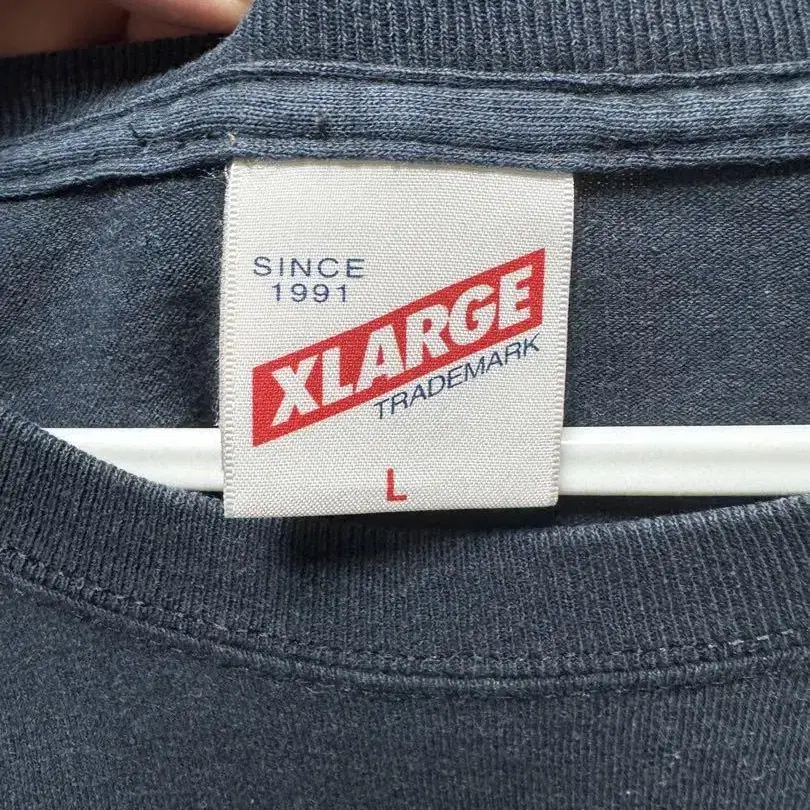 SINCE
1991
XLARGE
TRADEMARK
L